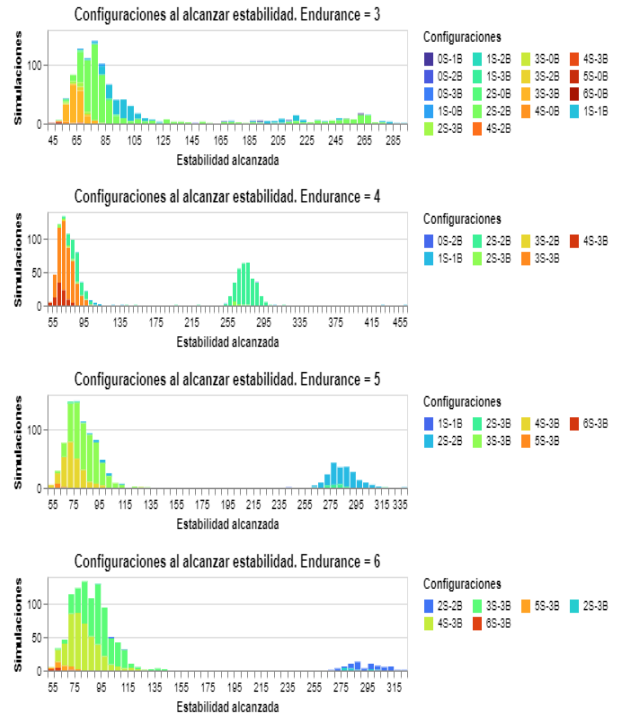 Configuraciones al alcanzar estabilidad. Endurance = 3
Simulaciones
100
0
45 65 85 105 125 145 165 185 205 225 245 265 285
Estabilidad alcanzada
Configuraciones
0S-1B 1S-2B 3S-0B 4S-3B
0S-2B 1S-3B 3S-2B 5S-0B
0S-3B 2S-0B 3S-3B 6S-0B
1S-0B 2S-2B 4S-0B 1S-1B
2S-3B 4S-2B
Configuraciones al alcanzar estabilidad. Endurance = 4
Simulaciones
100
50
0
55 95 135 175 215 255 295 335 375 415 455
Estabilidad alcanzada
Configuraciones
0S-2B 2S-2B 3S-2B 4S-3B
1S-1B 2S-3B 3S-3B
Configuraciones al alcanzar estabilidad. Endurance = 5
Simulaciones
100
0
55 75 95 115 135 155 175 195 215 235 255 275 295 315 335
Estabilidad alcanzada
Configuraciones
1S-1B 2S-3B 4S-3B 6S-3B
2S-2B 3S-3B 5S-3B
Configuraciones al alcanzar estabilidad. Endurance = 6
Simulaciones
100
50
0
55 75 95 115 135 155 175 195 215 235 255 275 295 315
Estabilidad alcanzada
Configuraciones
2S-2B 3S-3B 5S-3B 2S-3B
4S-3B 6S-3B